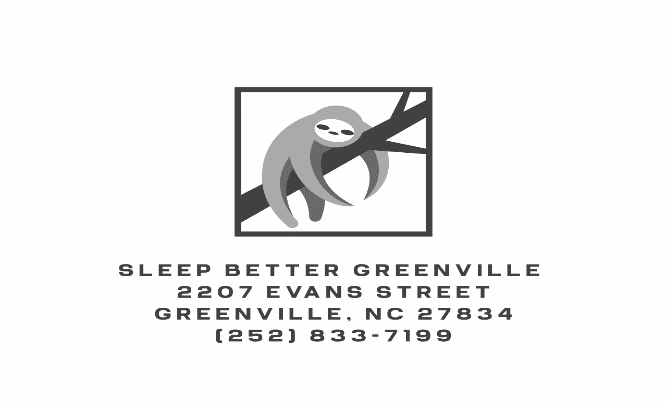 SLEEP BETTER GREENVILLE
2207 EVANS STREET
GREENVILLE, NC 27834
(252) 833-7199